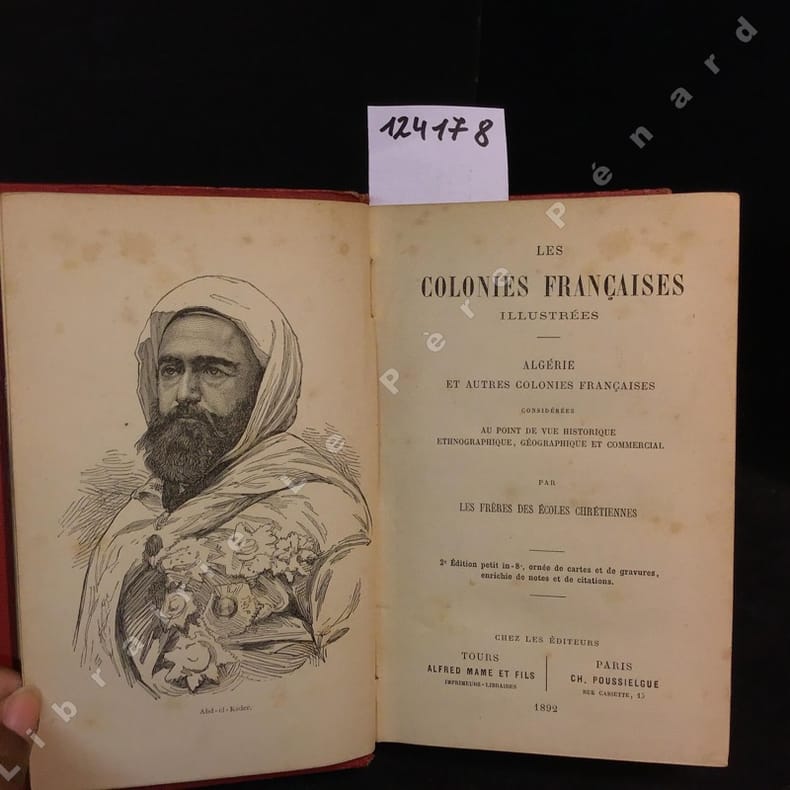 124178
Abd-el-Kader.
LES
COLONIES FRANÇAISES
ILLUSTRÉES
ALGÉRIE
ET AUTRES COLONIES FRANÇAISES
CONSIDÉRÉES
AU POINT DE VUE HISTORIQUE
ETHNOGRAPHIQUE, GÉOGRAPHIQUE ET COMMERCIAL
PAR
LES FRÈRES DES ÉCOLES CHRÉTIENNES
2e Édition petit in-8º, ornée de cartes et de gravures,
enrichie de notes et de citations.
CHEZ LES ÉDITEURS
TOURS
ALFRED MAME ET FILS
IMPRIMEURS-LIBRAIRES
PARIS
CH. POUSSIELGUE
RUE CASSETTE, 15
1892
Librairie Le Père Pénard